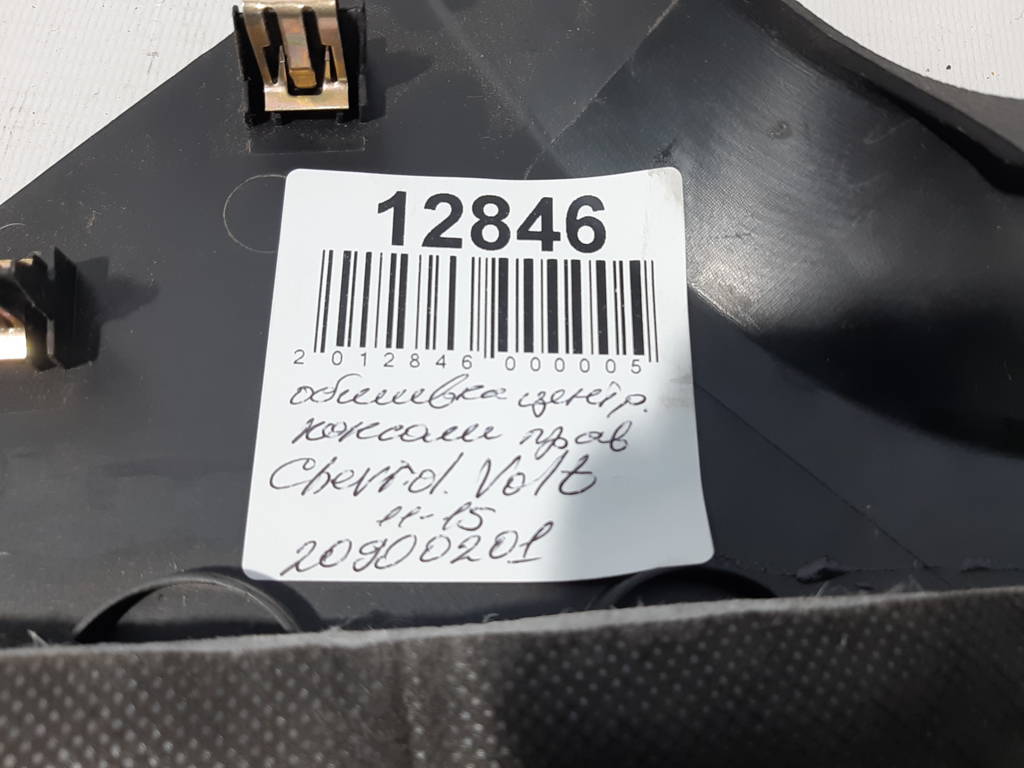 12846
2 012846 000005
обшивка центр.
консоли прав
Chevrol. Volt
11-15
20900201